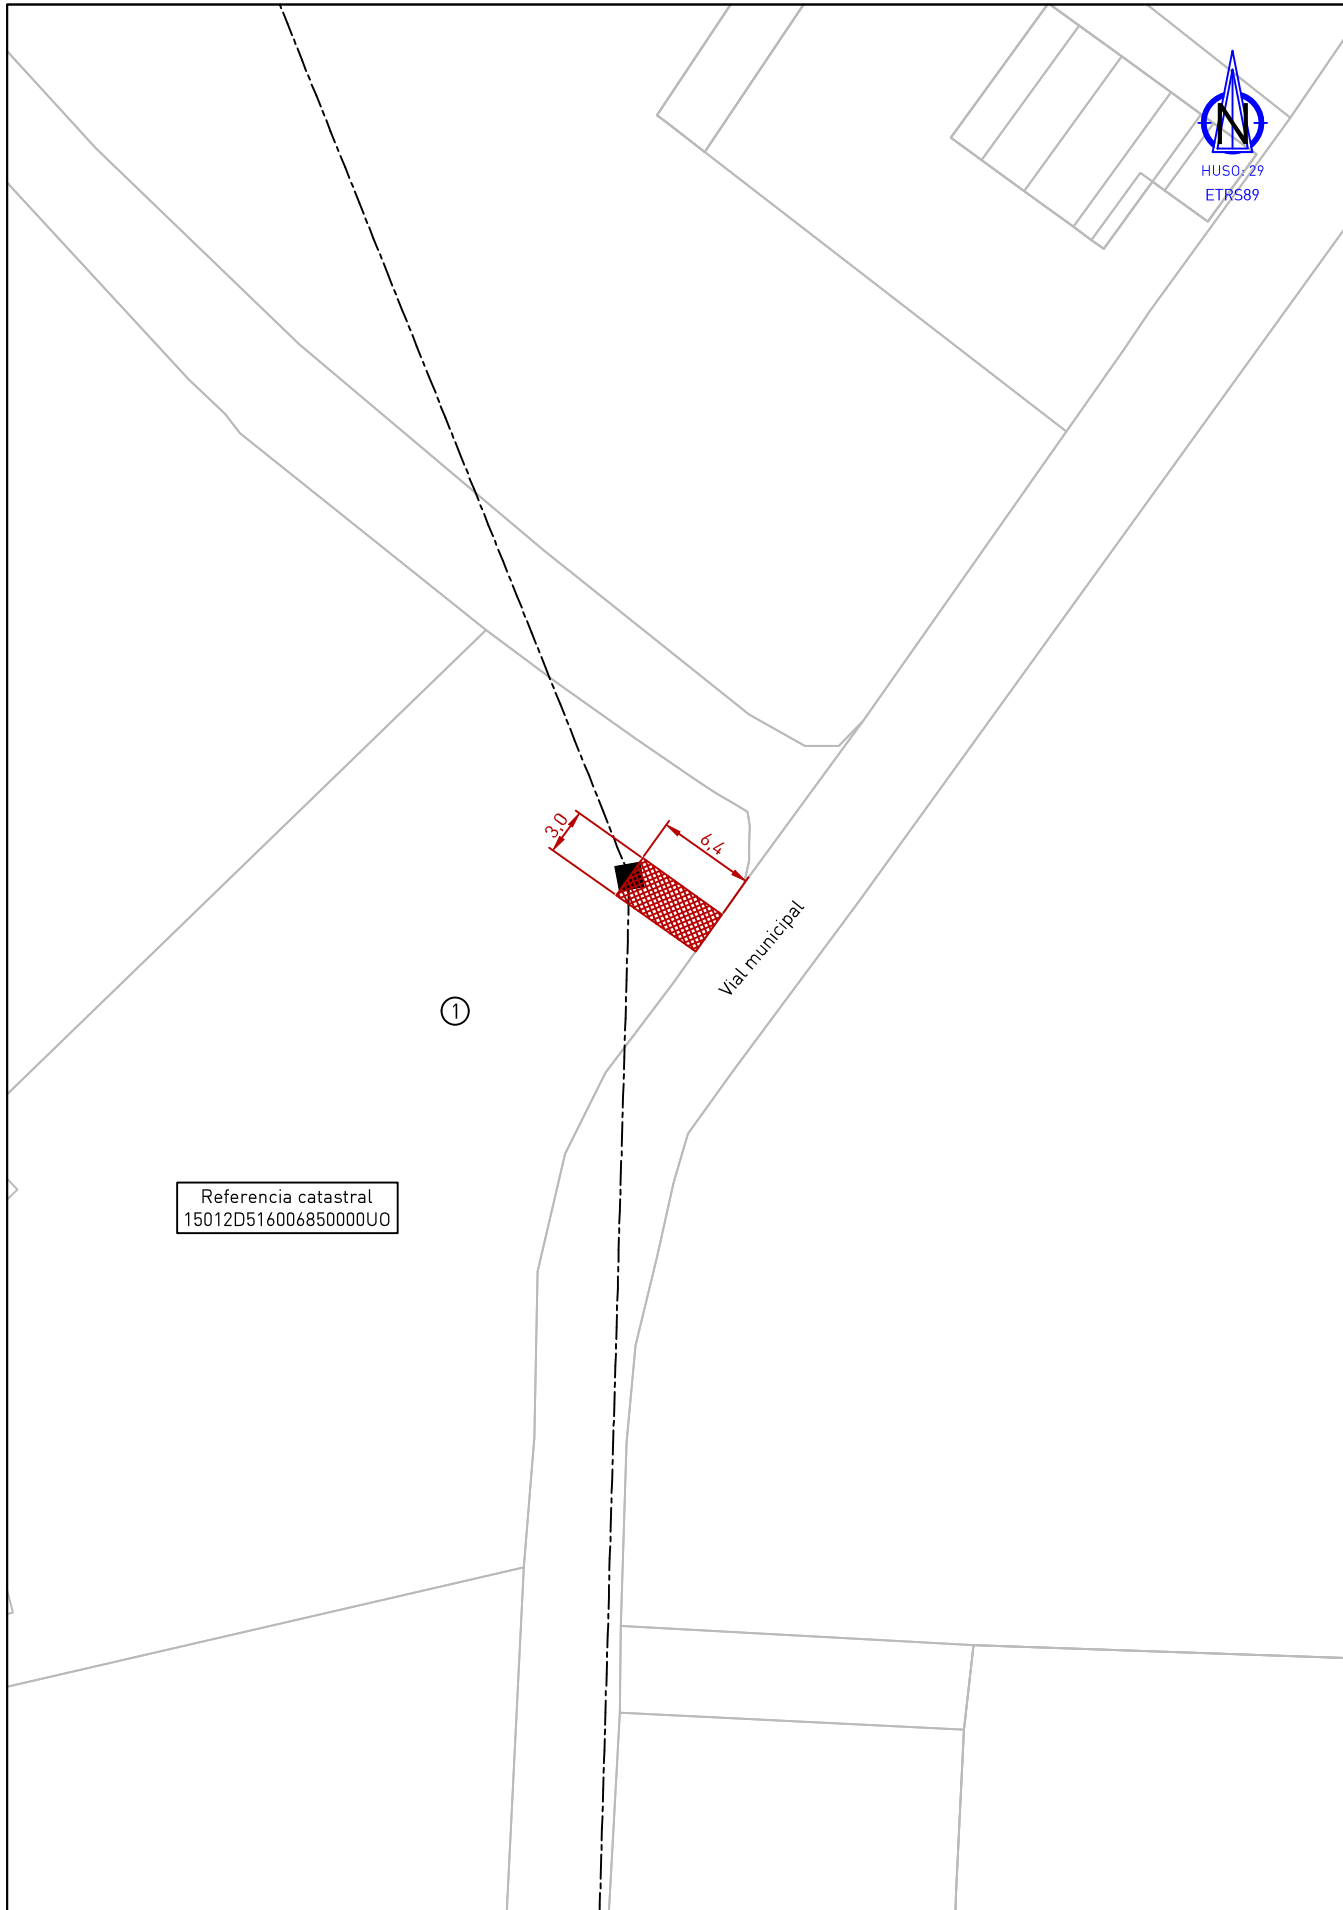 N
HUSO: 29
ETRS89
3,0
6,4
Vial municipal
1
Referencia catastral
15012D516006850000UO